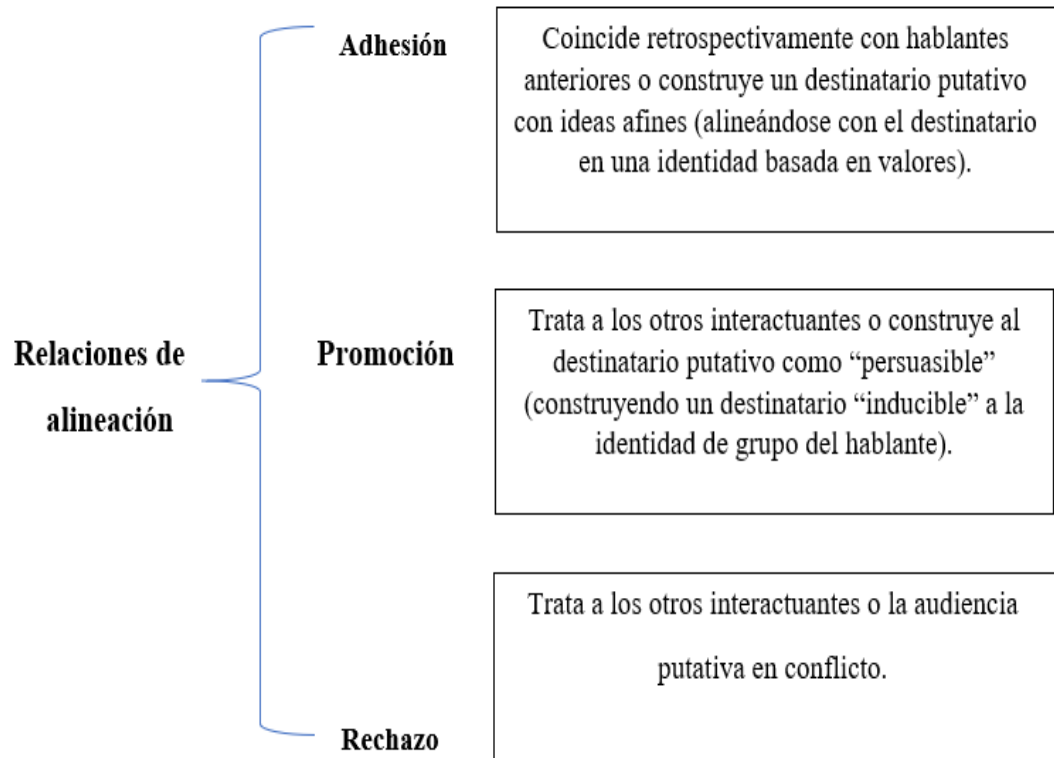 Adhesión
Coincide retrospectivamente con hablantes
anteriores o construye un destinatario putativo
con ideas afines (alineándose con el destinatario
en una identidad basada en valores).
Relaciones de
alineación
Promoción
Trata a los otros interactuantes o construye al
destinatario putativo como “persuasible”
(construyendo un destinatario “inducible” a la
identidad de grupo del hablante).
Rechazo
Trata a los otros interactuantes o la audiencia
putativa en conflicto.